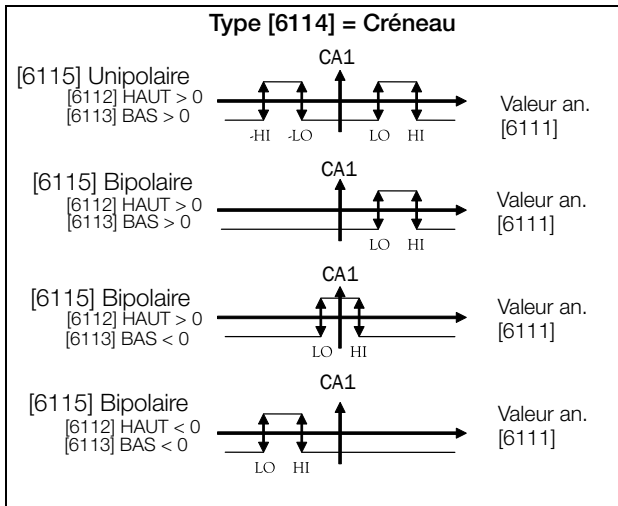 Type [6114] = Créneau
CA1
[6115] Unipolaire
[6112] HAUT > 0
[6113] BAS > 0
-HI -LO LO HI
Valeur an.
[6111]
CA1
[6115] Bipolaire
[6112] HAUT > 0
[6113] BAS > 0
LO HI
Valeur an.
[6111]
CA1
[6115] Bipolaire
[6112] HAUT > 0
[6113] BAS < 0
LO HI
Valeur an.
[6111]
CA1
[6115] Bipolaire
[6112] HAUT < 0
[6113] BAS < 0
LO HI
Valeur an.
[6111]